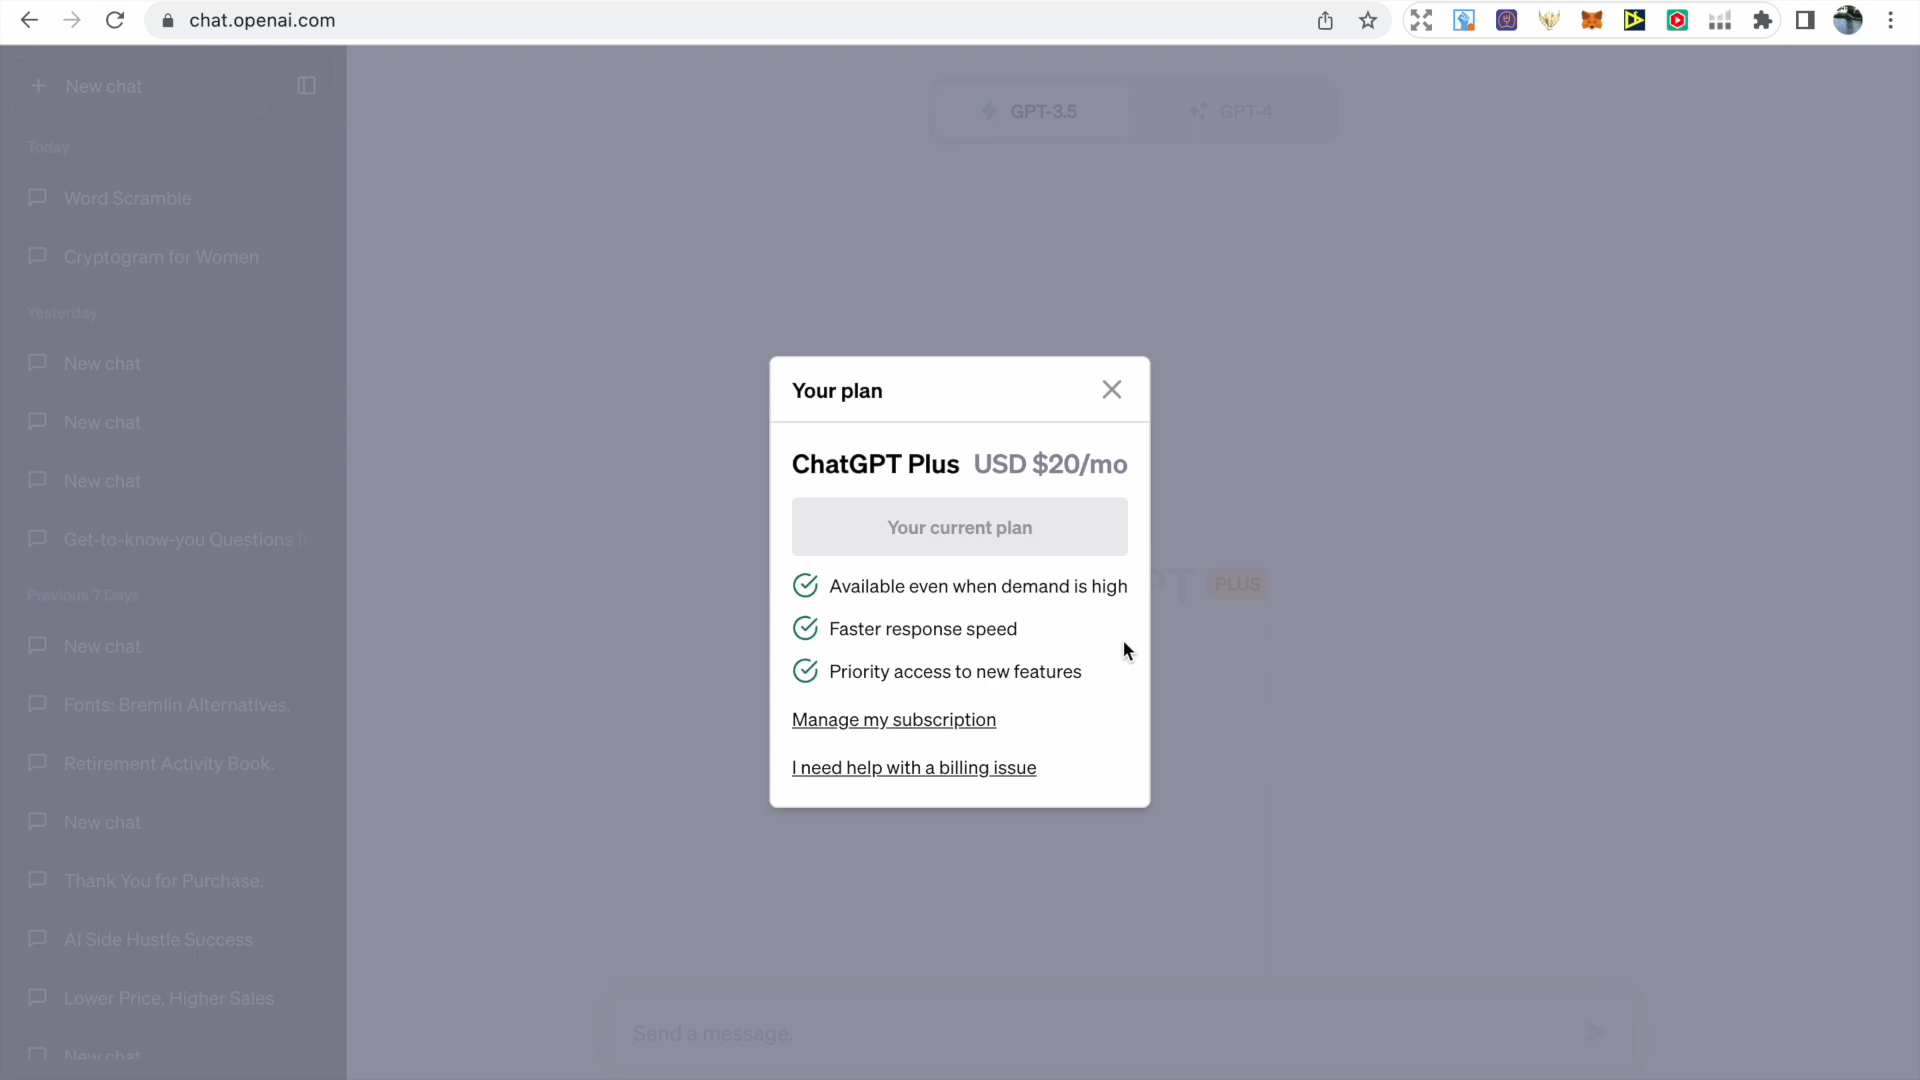 chat.openai.com
New chat
GPT-3.5
GPT-4
Today
Word Scramble
Cryptogram for Women
Yesterday
New chat
New chat
New chat
Get-to-know-you Questions
Previous 7 Days
New chat
Fonts: Bremlin Alternatives.
Retirement Activity Book.
New chat
Thank You for Purchase.
AI Side Hustle Success
Lower Price, Higher Sales
New chat
Your plan
ChatGPT Plus USD $20/mo
Your current plan
Available even when demand is high
Faster response speed
Priority access to new features
Manage my subscription
I need help with a billing issue
PT PLUS
Send a message.